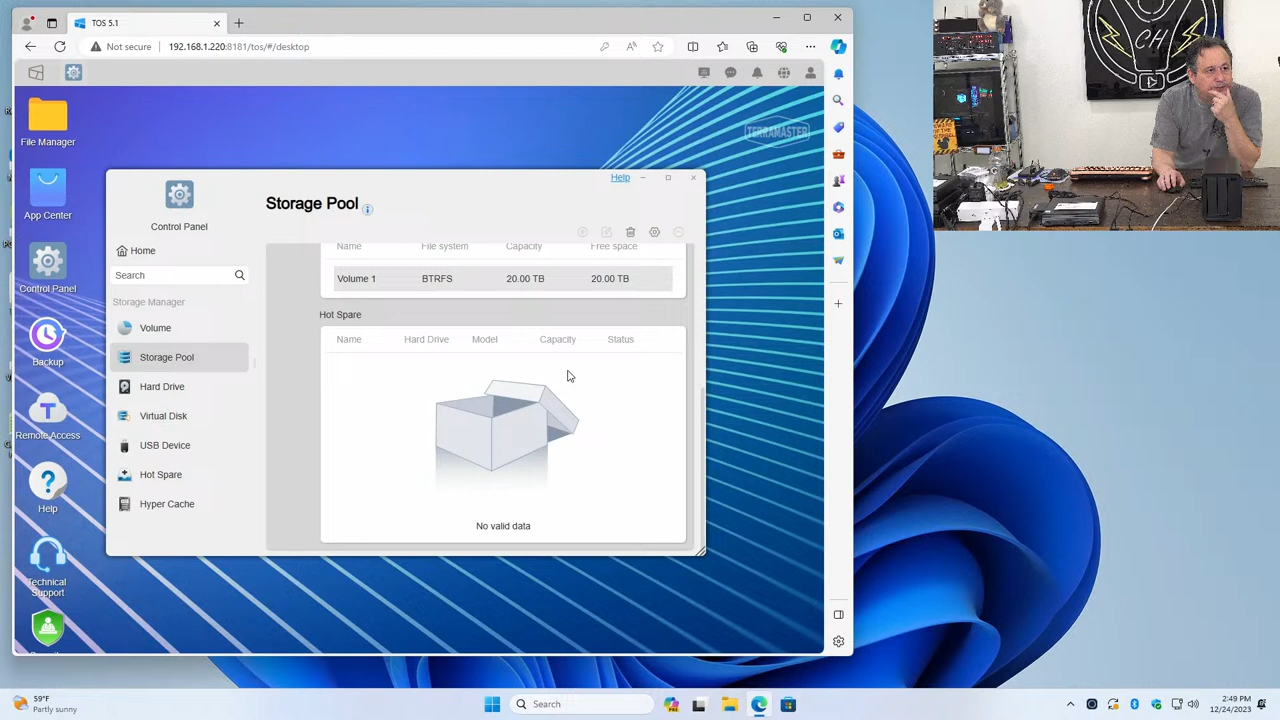 TOS 5.1
Not secure
192.168.1.220:8181/tos/#/desktop
File Manager
App Center
Control Panel
Backup
Remote Access
Help
Technical
Support
TERRAMASTER
Help
Control Panel
Home
Search
Storage Manager
Volume
Storage Pool
Hard Drive
Virtual Disk
USB Device
Hot Spare
Hyper Cache
Storage Pool
Name File system Capacity Free space
Volume 1 BTRFS 20.00 TB 20.00 TB
Hot Spare
Name Hard Drive Model Capacity Status
No valid data
CH
59°F
Partly sunny
Search
2:49 PM
12/24/2023